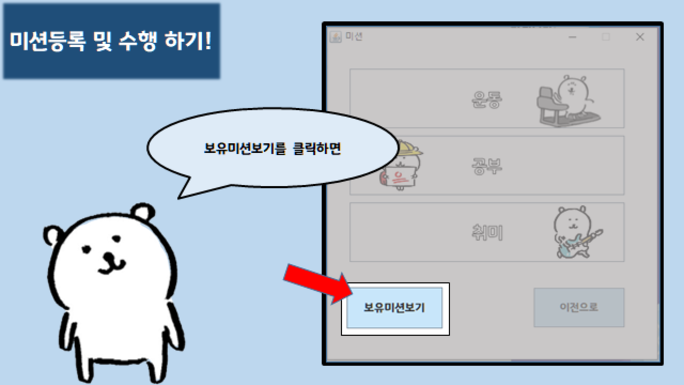 미션등록 및 수행 하기!
미션
운동
보유미션보기를 클릭하면
공부
취미
보유미션보기
이전으로